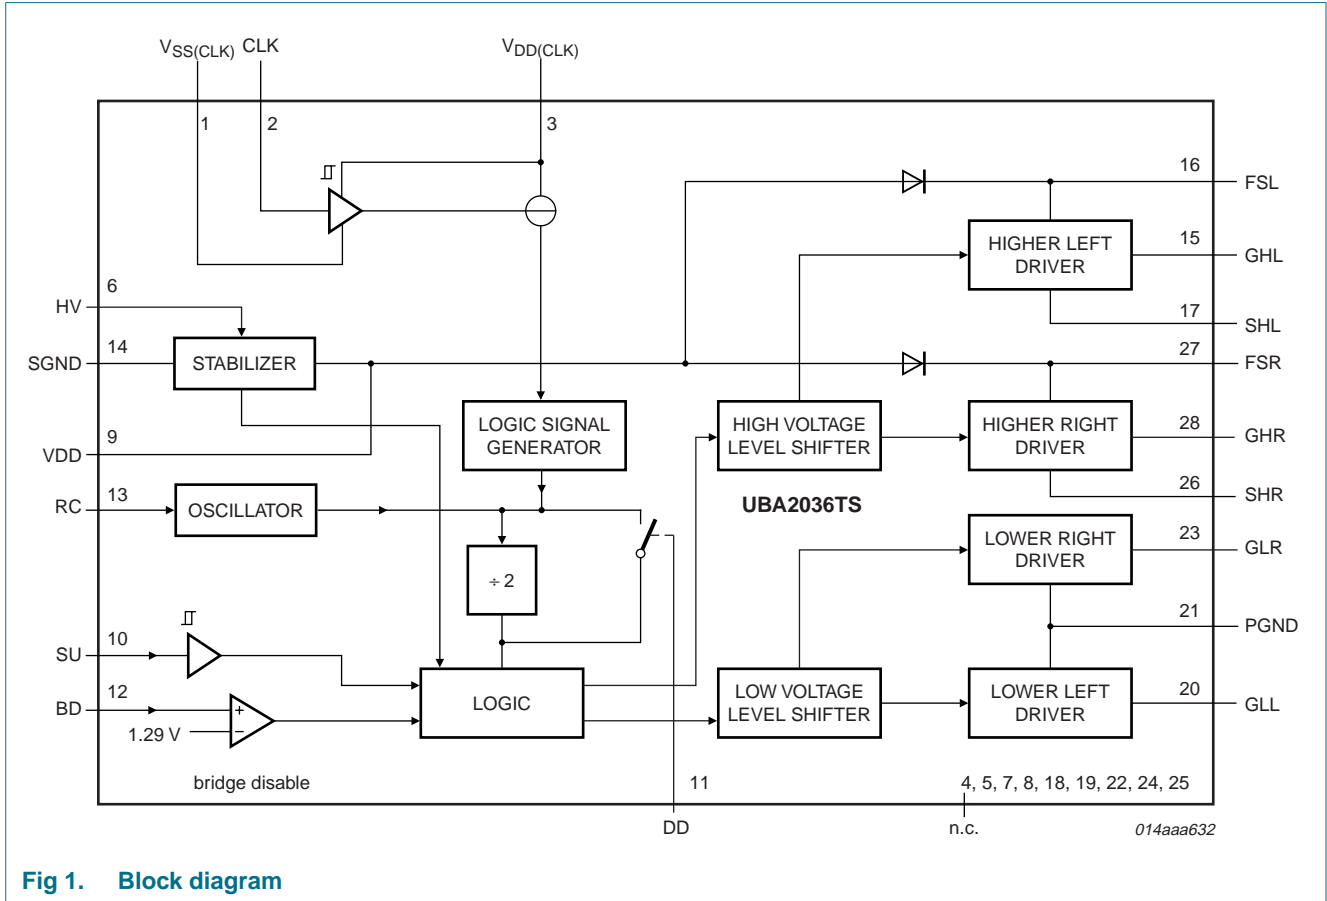 VSS(CLK) CLK VDD(CLK)
1 2 3
16 FSL
HIGHER LEFT
DRIVER
15 GHL
17 SHL
6
HV
14
SGND
STABILIZER
27 FSR
9
VDD
LOGIC SIGNAL
GENERATOR
HIGH VOLTAGE
LEVEL SHIFTER
HIGHER RIGHT
DRIVER
28 GHR
26 SHR
13
RC
OSCILLATOR
UBA2036TS
÷ 2
LOWER RIGHT
DRIVER
23 GLR
21 PGND
10
SU
12
BD
+
−
1.29 V
LOGIC
LOW VOLTAGE
LEVEL SHIFTER
LOWER LEFT
DRIVER
20 GLL
bridge disable
11
DD
4, 5, 7, 8, 18, 19, 22, 24, 25
n.c.
014aaa632
Fig 1. Block diagram